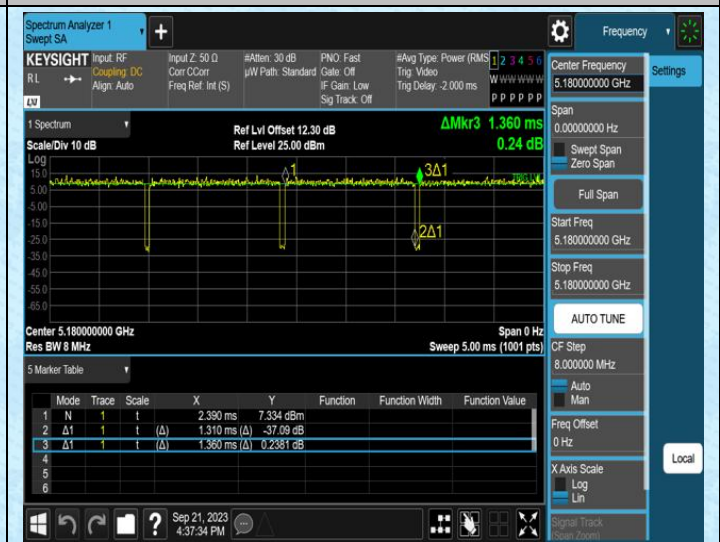 Spectrum Analyzer 1
Swept SA
+
Frequency
KEYSIGHT
RL
LXI
Input: RF
Coupling: DC
Align: Auto
Input Z: 50 Ω
Corr CCorr
Freq Ref: Int (S)
#Atten: 30 dB
µW Path: Standard
PNO: Fast
Gate: Off
IF Gain: Low
Sig Track: Off
#Avg Type: Power (RMS
Trig: Video
Trig Delay: -2.000 ms
1 2 3 4 5 6
W W W W W W
P P P P P P
Center Frequency
5.180000000 GHz
Settings
Span
0.00000000 Hz
Swept Span
Zero Span
Full Span
Start Freq
5.180000000 GHz
Stop Freq
5.180000000 GHz
AUTO TUNE
CF Step
8.000000 MHz
Auto
Man
Freq Offset
0 Hz
X Axis Scale
Log
Lin
Signal Track
(Span Zoom)
Local
1 Spectrum
Scale/Div 10 dB
Log
Ref Lvl Offset 12.30 dB
Ref Level 25.00 dBm
ΔMkr3 1.360 ms
0.24 dB
15.0
5.00
-5.00
-15.0
-25.0
-35.0
-45.0
-55.0
-65.0
1
3Δ1
2Δ1
TRIG LVL
Center 5.180000000 GHz
Res BW 8 MHz
Span 0 Hz
Sweep 5.00 ms (1001 pts)
5 Marker Table
Mode Trace Scale X Y Function Function Width Function Value
1 N 1 t 2.390 ms 7.334 dBm
2 Δ1 1 t (Δ) 1.310 ms (Δ) -37.09 dB
3 Δ1 1 t (Δ) 1.360 ms (Δ) 0.2381 dB
4
5
6
?
Sep 21, 2023
4:37:34 PM